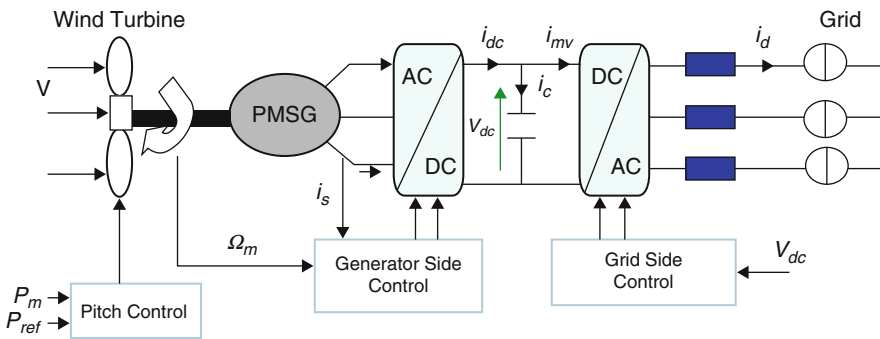 Wind Turbine
Grid
V
PMSG
AC
DC
i_dc
i_mv
i_c
V_dc
DC
AC
i_d
i_s
Ω_m
Generator Side
Control
Grid Side
Control
V_dc
P_m
P_ref
Pitch Control